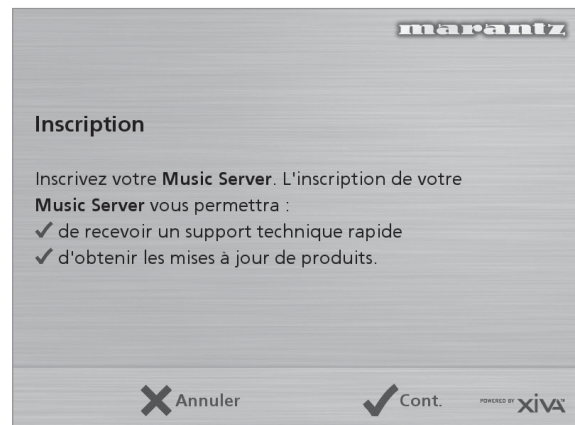 marantz
Inscription
Inscrivez votre Music Server. L'inscription de votre
Music Server vous permettra :
✓ de recevoir un support technique rapide
✓ d'obtenir les mises à jour de produits.
Annuler
Cont.
POWERED BY XiVA™